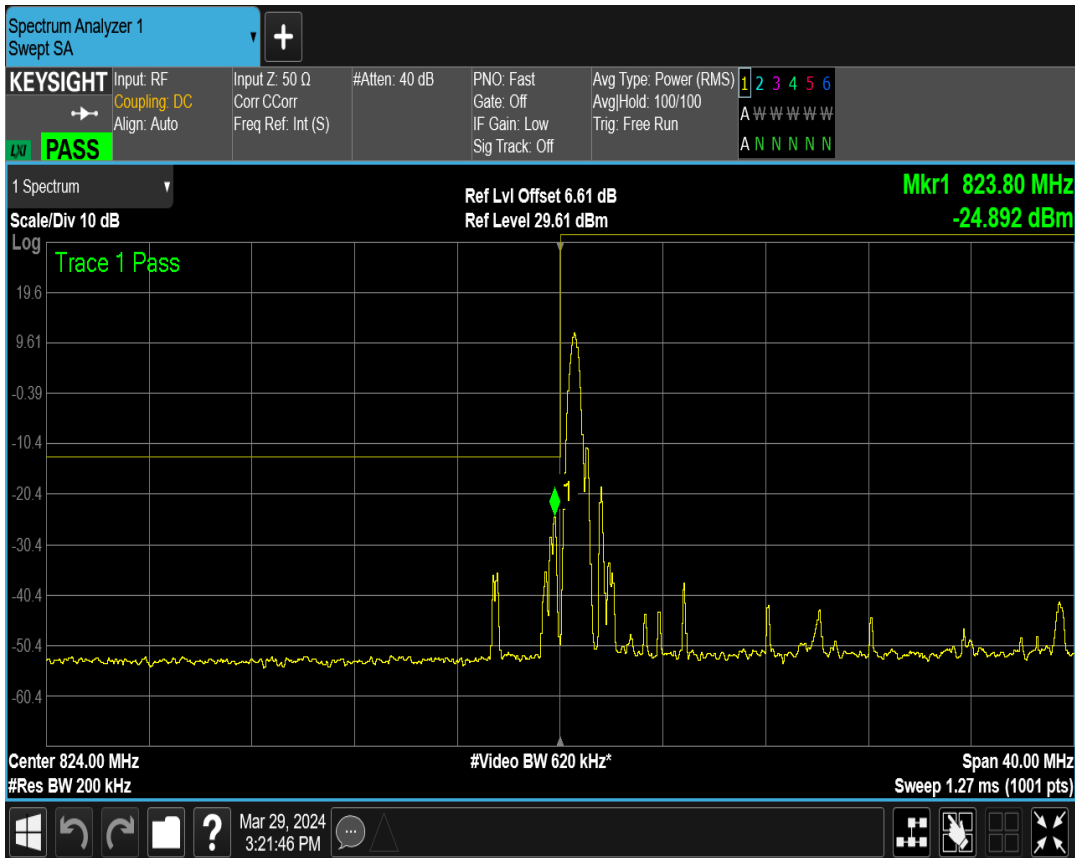 Spectrum Analyzer 1
Swept SA
+
KEYSIGHT
LXI PASS
Input: RF
Coupling: DC
Align: Auto
Input Z: 50 Ω
Corr CCorr
Freq Ref: Int (S)
#Atten: 40 dB
PNO: Fast
Gate: Off
IF Gain: Low
Sig Track: Off
Avg Type: Power (RMS)
Avg|Hold: 100/100
Trig: Free Run
1 2 3 4 5 6
A W W W W W
A N N N N N
1 Spectrum
Scale/Div 10 dB
Ref Lvl Offset 6.61 dB
Ref Level 29.61 dBm
Mkr1 823.80 MHz
-24.892 dBm
Log
Trace 1 Pass
19.6
9.61
-0.39
-10.4
-20.4
1
-30.4
-40.4
-50.4
-60.4
Center 824.00 MHz
#Video BW 620 kHz*
Span 40.00 MHz
#Res BW 200 kHz
Sweep 1.27 ms (1001 pts)
?
Mar 29, 2024
3:21:46 PM